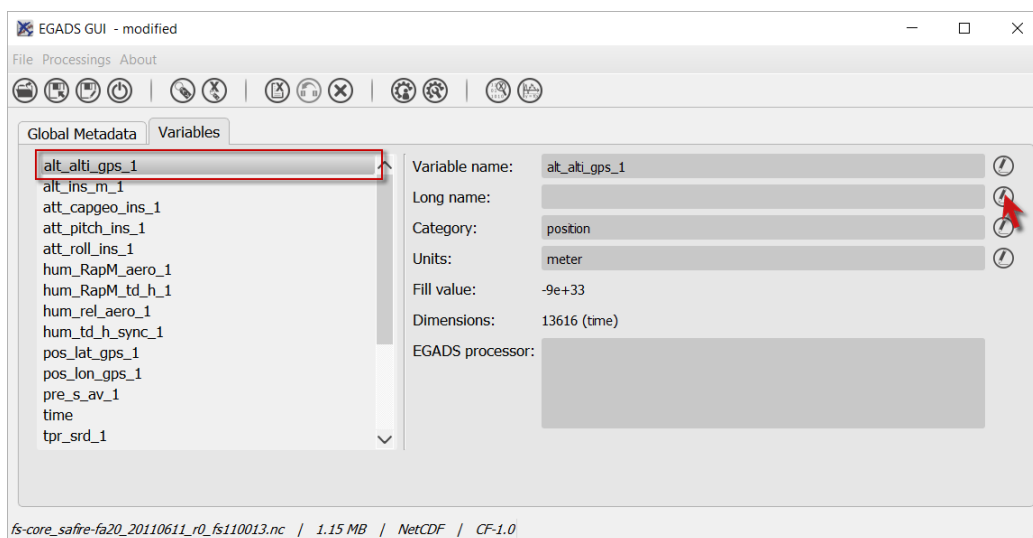 EGADS GUI - modified
File Processings About
Global Metadata Variables
alt_alti_gps_1
alt_ins_m_1
att_capgeo_ins_1
att_pitch_ins_1
att_roll_ins_1
hum_RapM_aero_1
hum_RapM_td_h_1
hum_rel_aero_1
hum_td_h_sync_1
pos_lat_gps_1
pos_lon_gps_1
pre_s_av_1
time
tpr_srd_1
Variable name: alt_alti_gps_1
Long name:
Category: position
Units: meter
Fill value: -9e+33
Dimensions: 13616 (time)
EGADS processor:
fs-core_safire-fa20_20110611_r0_fs110013.nc | 1.15 MB | NetCDF | CF-1.0